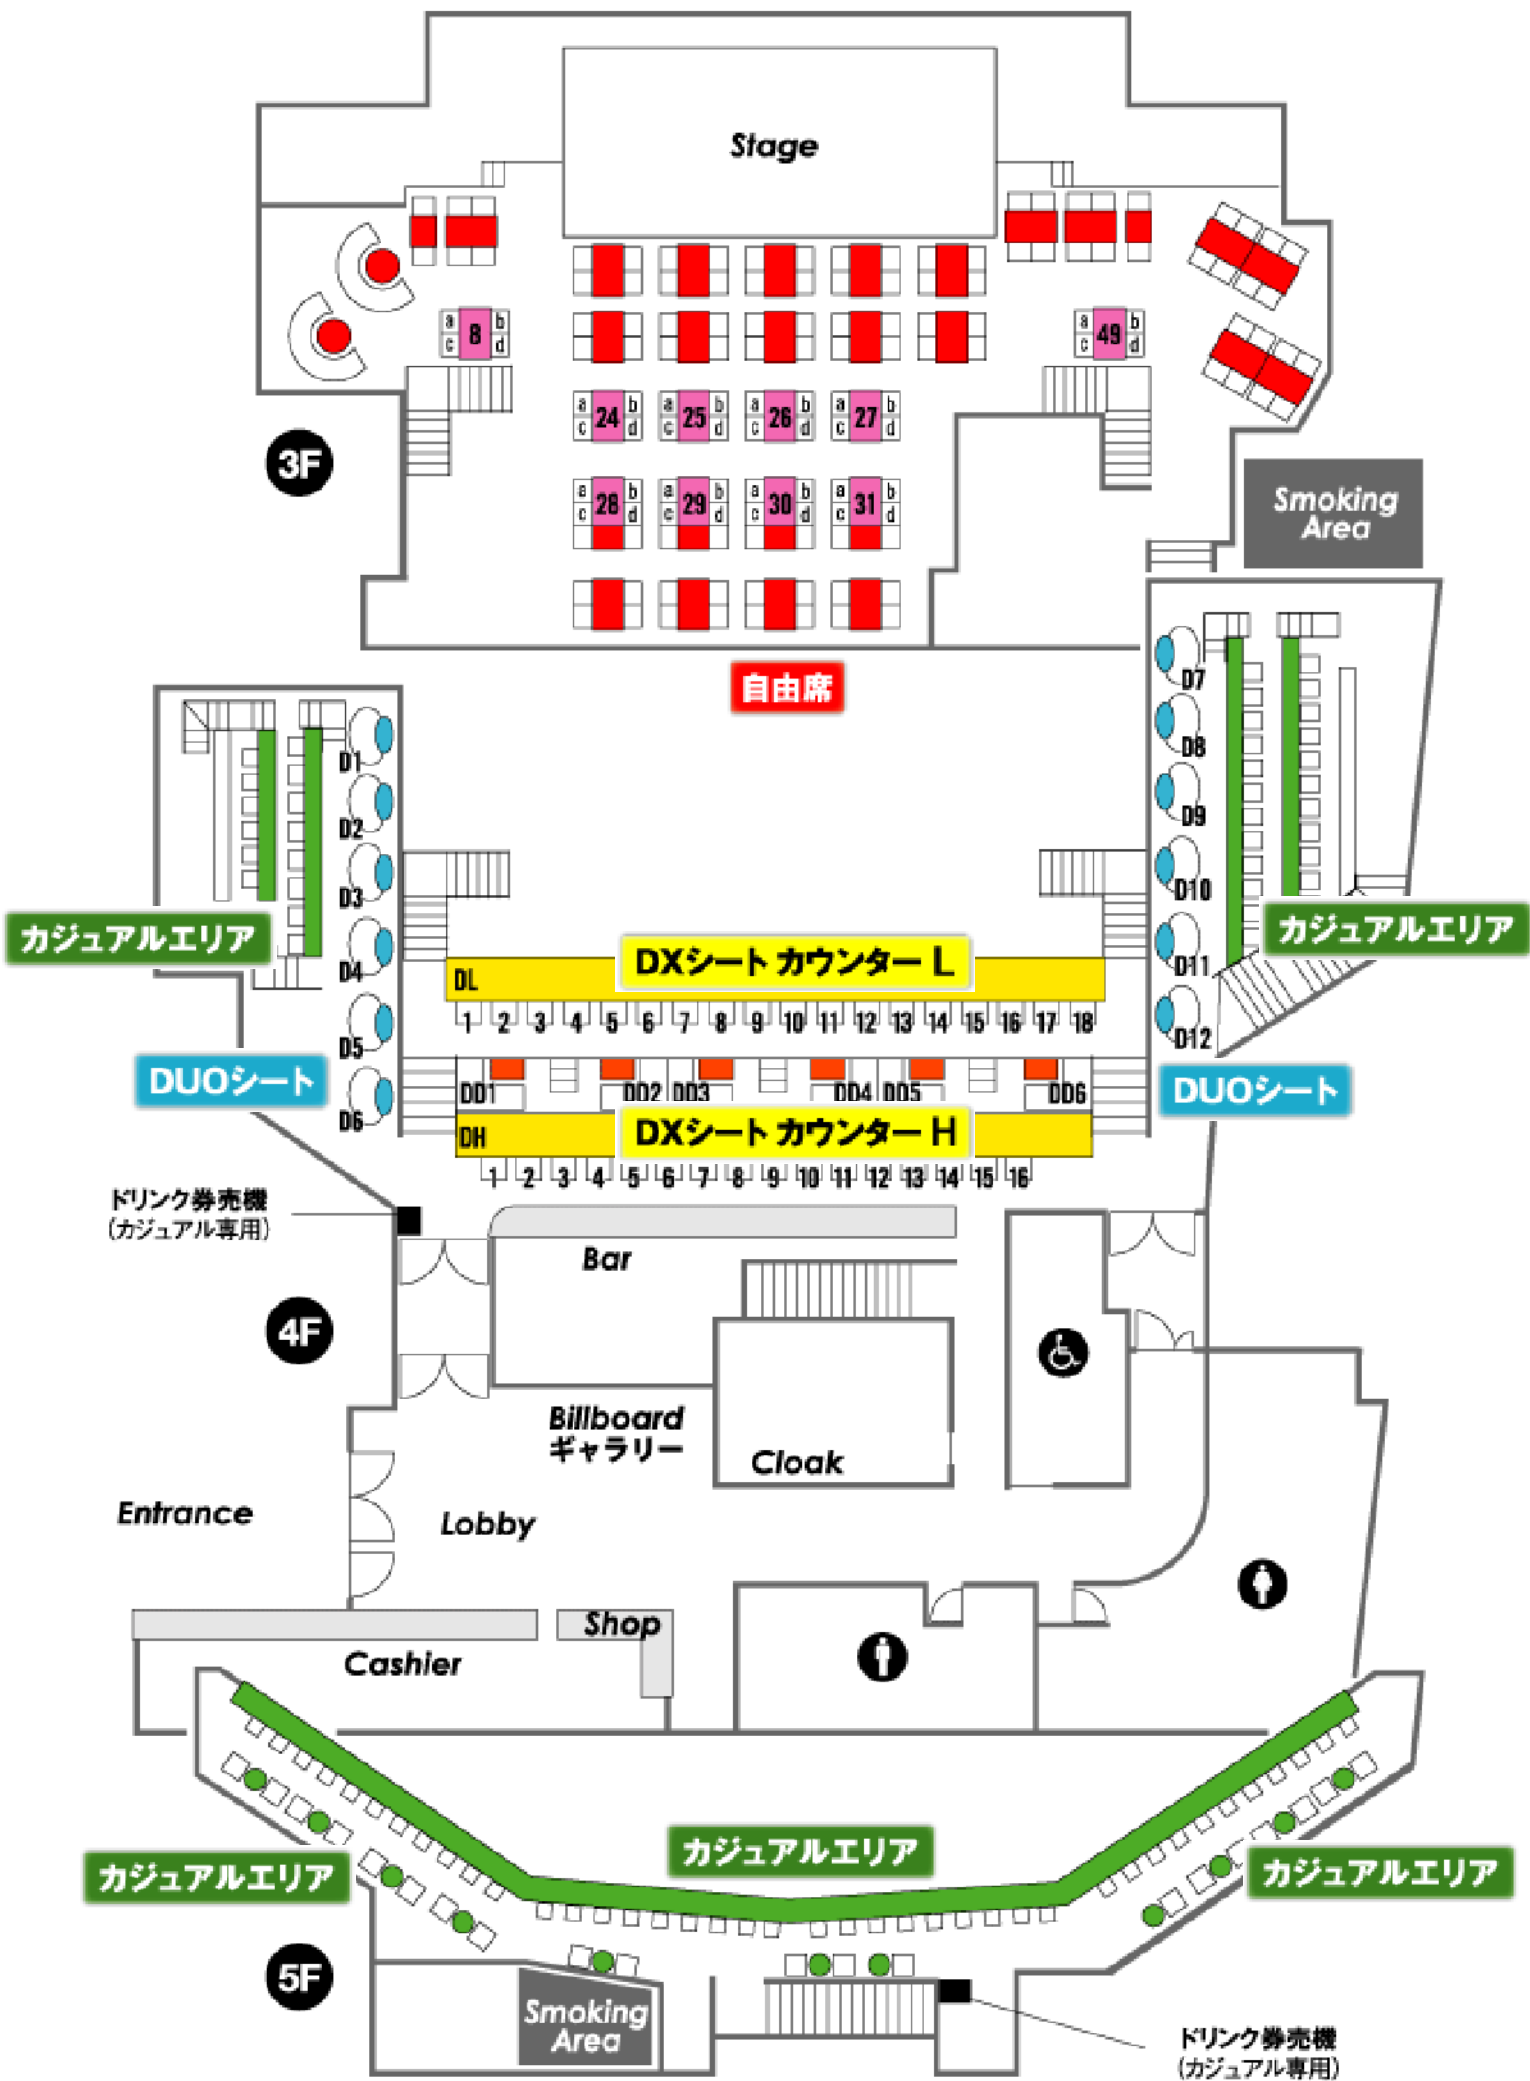 Stage
a 8 b
c d
a 49 b
c d
a 24 b
c d
a 25 b
c d
a 26 b
c d
a 27 b
c d
3F
a 28 b
c d
a 29 b
c d
a 30 b
c d
a 31 b
c d
Smoking
Area
自由席
D1
D2
D3
D4
D5
D6
D7
D8
D9
D10
D11
D12
カジュアルエリア
カジュアルエリア
DL
DXシート カウンター L
1 2 3 4 5 6 7 8 9 10 11 12 13 14 15 16 17 18
DUOシート
DUOシート
DD1 DD2 DD3 DD4 DD5 DD6
DH
DXシート カウンター H
1 2 3 4 5 6 7 8 9 10 11 12 13 14 15 16
ドリンク券売機
(カジュアル専用)
Bar
4F
Billboard
ギャラリー
Cloak
Entrance
Lobby
Shop
Cashier
カジュアルエリア
カジュアルエリア
カジュアルエリア
5F
Smoking
Area
ドリンク券売機
(カジュアル専用)